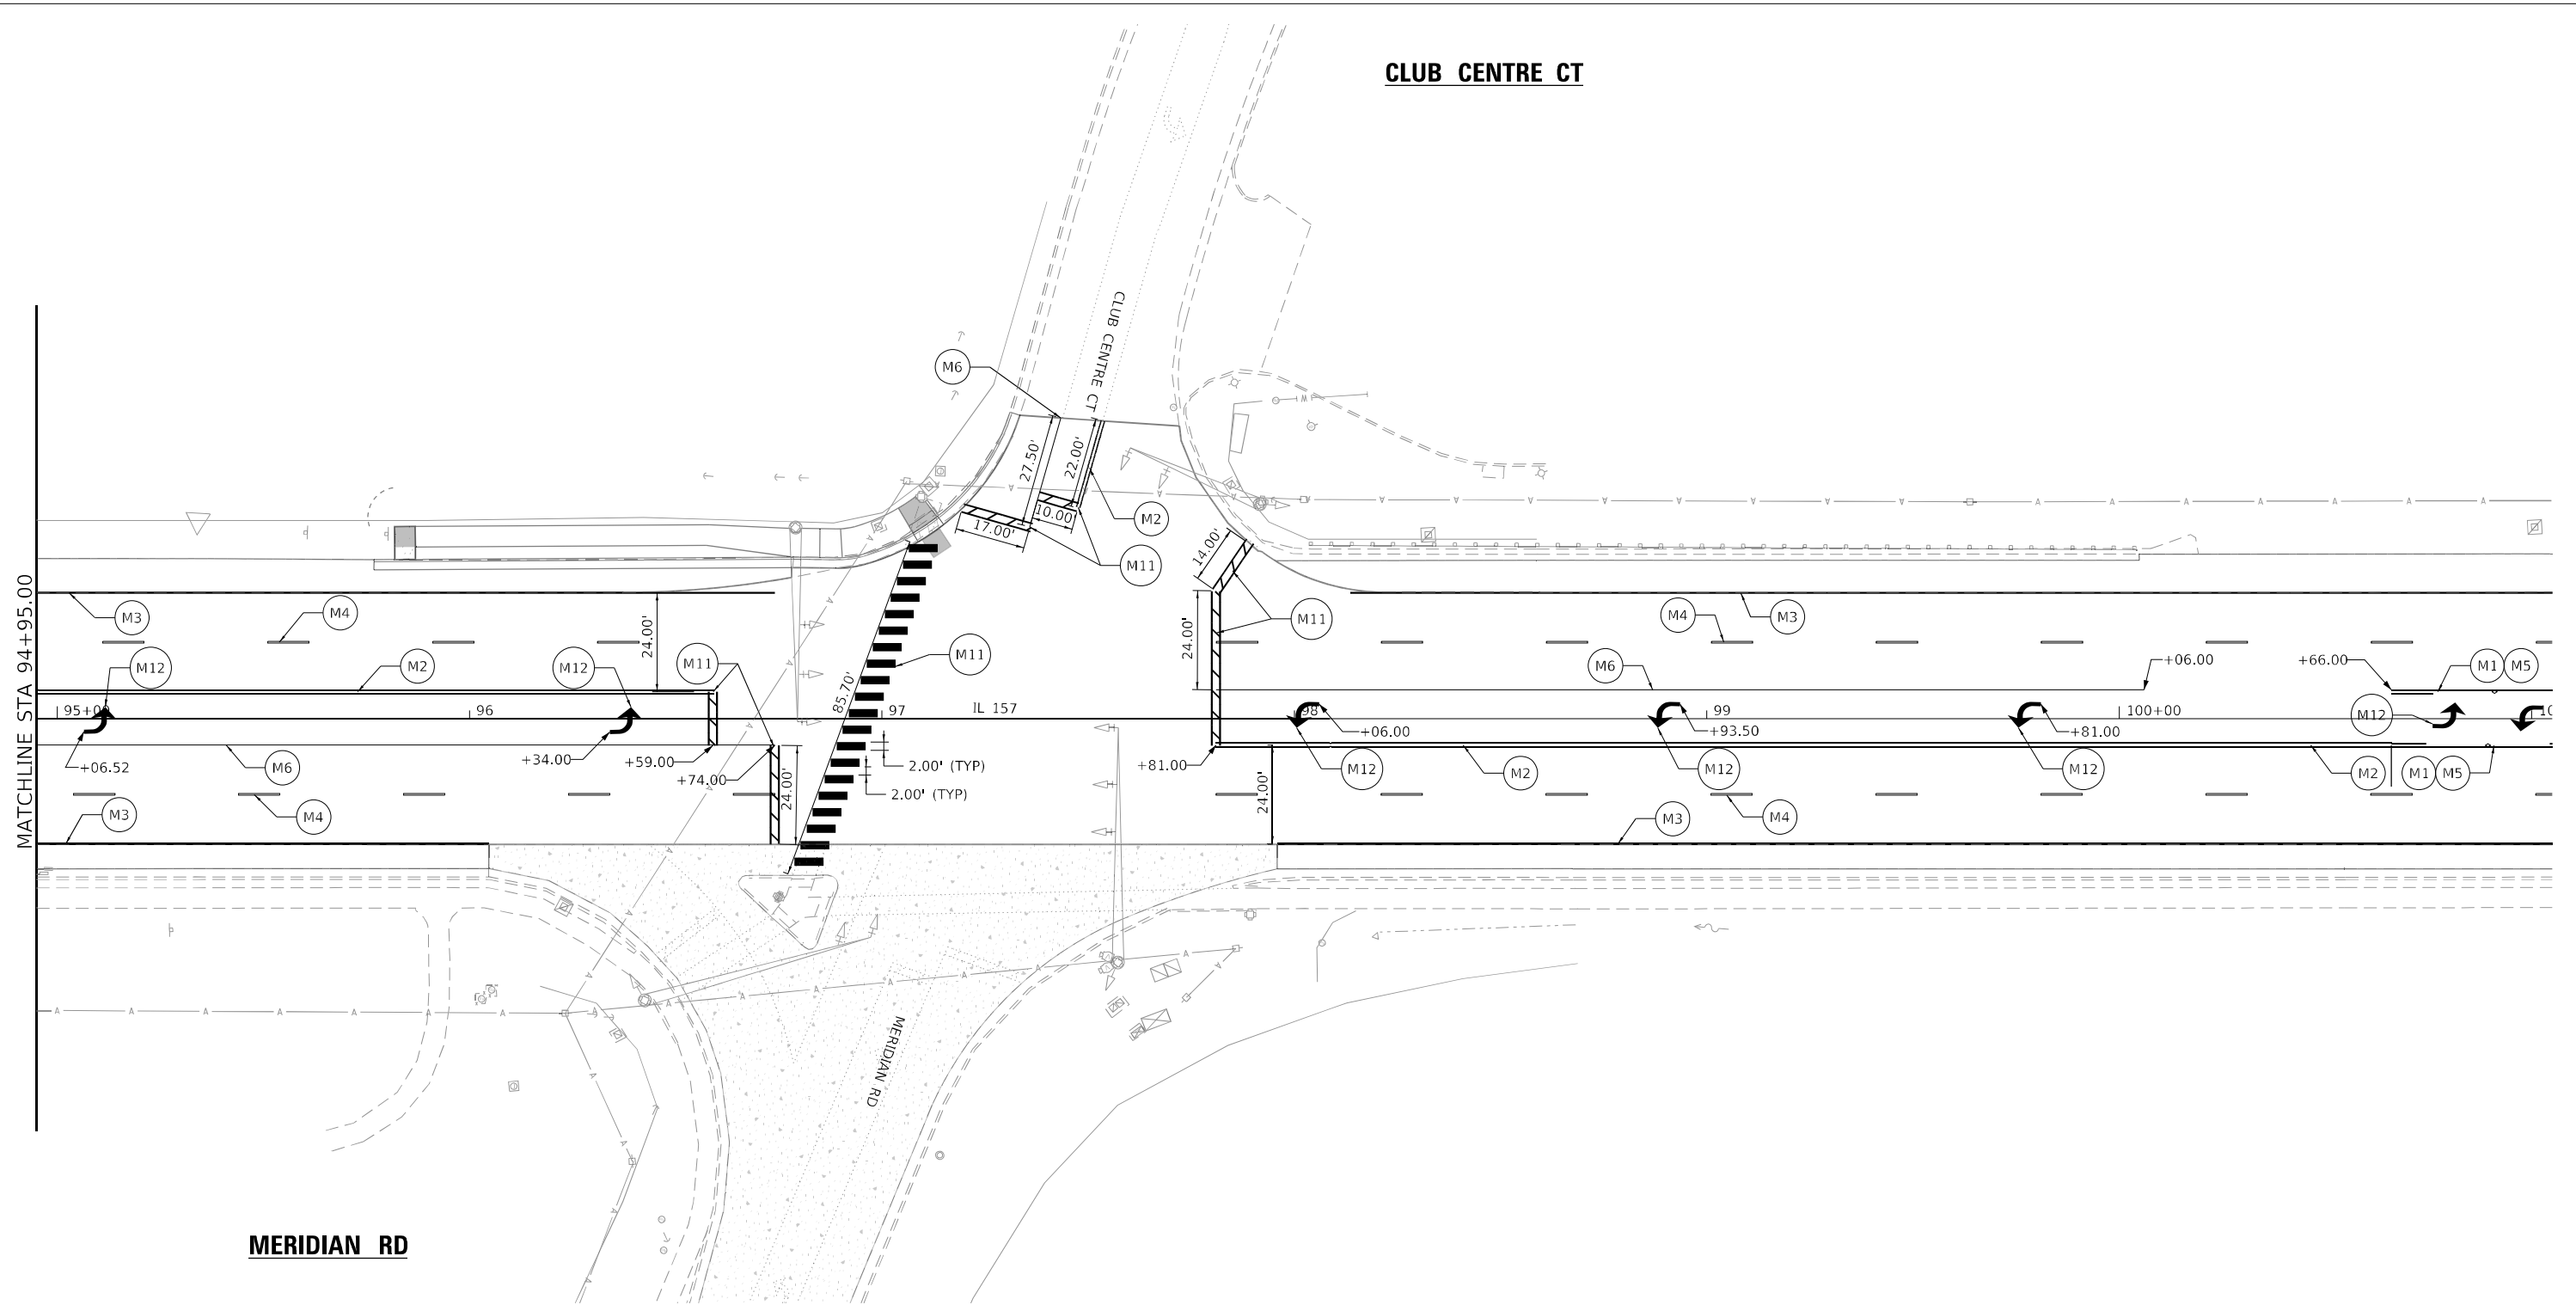 CLUB CENTRE CT
CLUB CENTRE CT
M6
27.50'
22.00'
10.00'
17.00'
M2
M11
14.00'
MATCHLINE STA 94+95.00
M3
M4
24.00'
M11
M4
M3
24.00'
M12
M2
M12
M11
M11
M6
+06.00
+66.00
M1
M5
85.70'
95+00
96
97
IL 157
98
99
100+00
M12
+06.52
M6
+34.00
+59.00
+74.00
24.00'
2.00' (TYP)
2.00' (TYP)
+81.00
+06.00
M12
M2
+93.50
M12
+81.00
M12
M2
M1
M5
M3
M4
24.00'
M3
M4
A
MERIDIAN RD
MERIDIAN RD